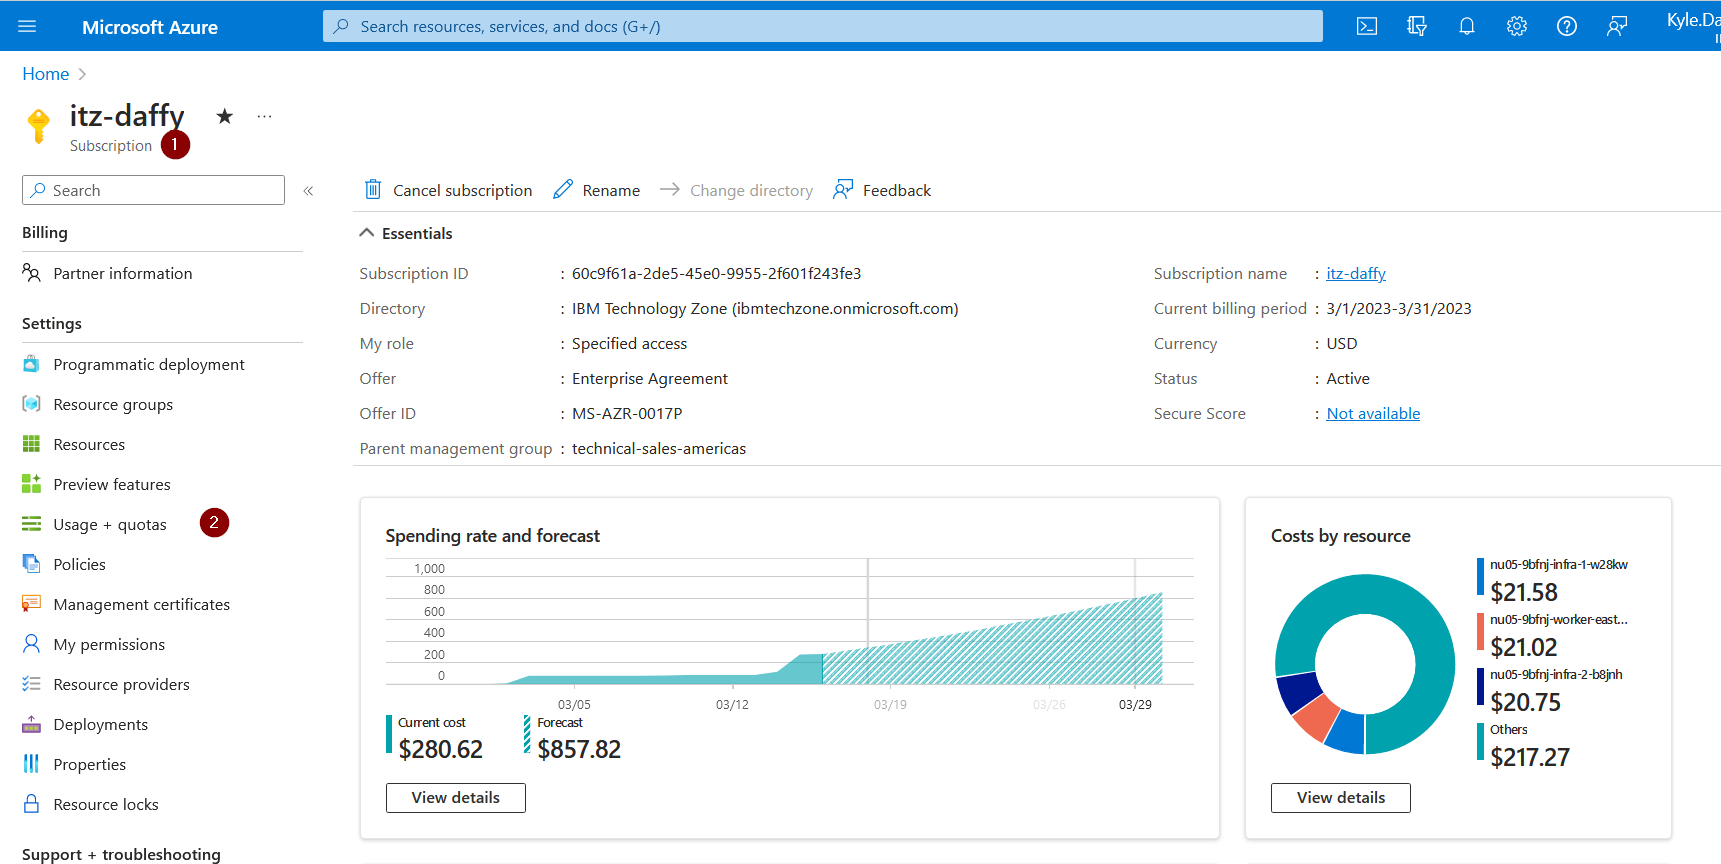 Microsoft Azure
Search resources, services, and docs (G+/)
Kyle.Da
Home
itz-daffy
Subscription
1
Search
«
Billing
Partner information
Settings
Programmatic deployment
Resource groups
Resources
Preview features
Usage + quotas
2
Policies
Management certificates
My permissions
Resource providers
Deployments
Properties
Resource locks
Support + troubleshooting
Cancel subscription
Rename
Change directory
Feedback
Essentials
Subscription ID : 60c9f61a-2de5-45e0-9955-2f601f243fe3
Directory : IBM Technology Zone (ibmtechzone.onmicrosoft.com)
My role : Specified access
Offer : Enterprise Agreement
Offer ID : MS-AZR-0017P
Parent management group : technical-sales-americas
Subscription name : itz-daffy
Current billing period : 3/1/2023-3/31/2023
Currency : USD
Status : Active
Secure Score : Not available
Spending rate and forecast
1,000
800
600
400
200
0
03/05 03/12 03/19 03/26 03/29
Current cost
$280.62
Forecast
$857.82
View details
Costs by resource
nu05-9bfnj-infra-1-w28kw
$21.58
nu05-9bfnj-worker-east...
$21.02
nu05-9bfnj-infra-2-b8jnh
$20.75
Others
$217.27
View details